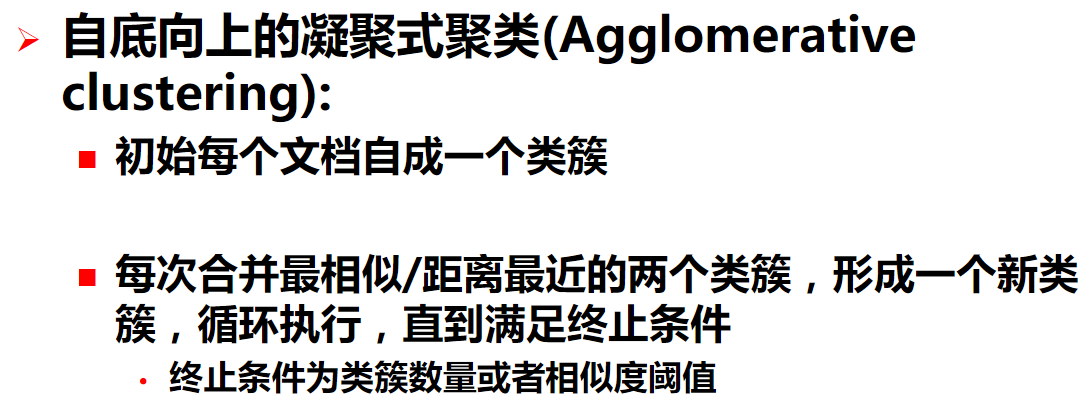 自底向上的凝聚式聚类(Agglomerative
clustering):
初始每个文档自成一个类簇
每次合并最相似/距离最近的两个类簇，形成一个新类
簇，循环执行，直到满足终止条件
终止条件为类簇数量或者相似度阈值